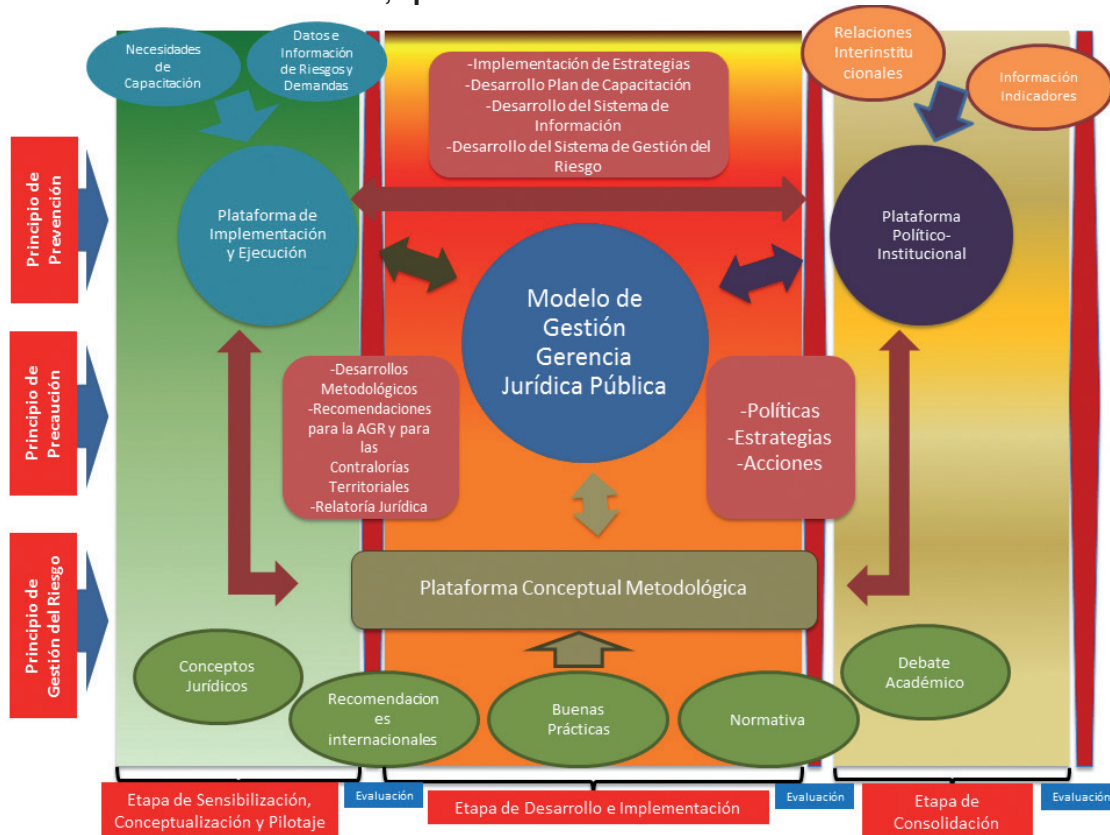 Necesidades
de
Capacitación
Datos e
Información
de Riesgos y
Demandas
-Implementación de Estrategias
-Desarrollo Plan de Capacitación
-Desarrollo del Sistema de
Información
-Desarrollo del Sistema de Gestión del
Riesgo
Relaciones
Interinstitu
cionales
Información
Indicadores
Principio de
Prevención
Plataforma de
Implementación
y Ejecución
Plataforma
Político-
Institucional
Modelo de
Gestión
Gerencia
Jurídica Pública
Principio de
Precaución
-Desarrollos
Metodológicos
-Recomendaciones
para la AGR y para
las
Contralorías
Territoriales
-Relatoría Jurídica
-Políticas
-Estrategias
-Acciones
Principio de
Gestión del Riesgo
Plataforma Conceptual Metodológica
Conceptos
Jurídicos
Recomendacion
es
internacionales
Buenas
Prácticas
Normativa
Debate
Académico
Etapa de Sensibilización,
Conceptualización y Pilotaje
Evaluación
Etapa de Desarrollo e Implementación
Evaluación
Etapa de
Consolidación
Evaluación